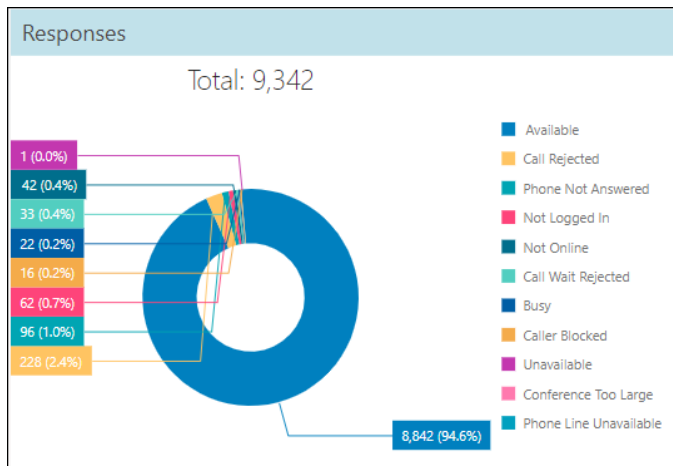 Responses
Total: 9,342
1 (0.0%)
42 (0.4%)
33 (0.4%)
22 (0.2%)
16 (0.2%)
62 (0.7%)
96 (1.0%)
228 (2.4%)
8,842 (94.6%)
Available
Call Rejected
Phone Not Answered
Not Logged In
Not Online
Call Wait Rejected
Busy
Caller Blocked
Unavailable
Conference Too Large
Phone Line Unavailable